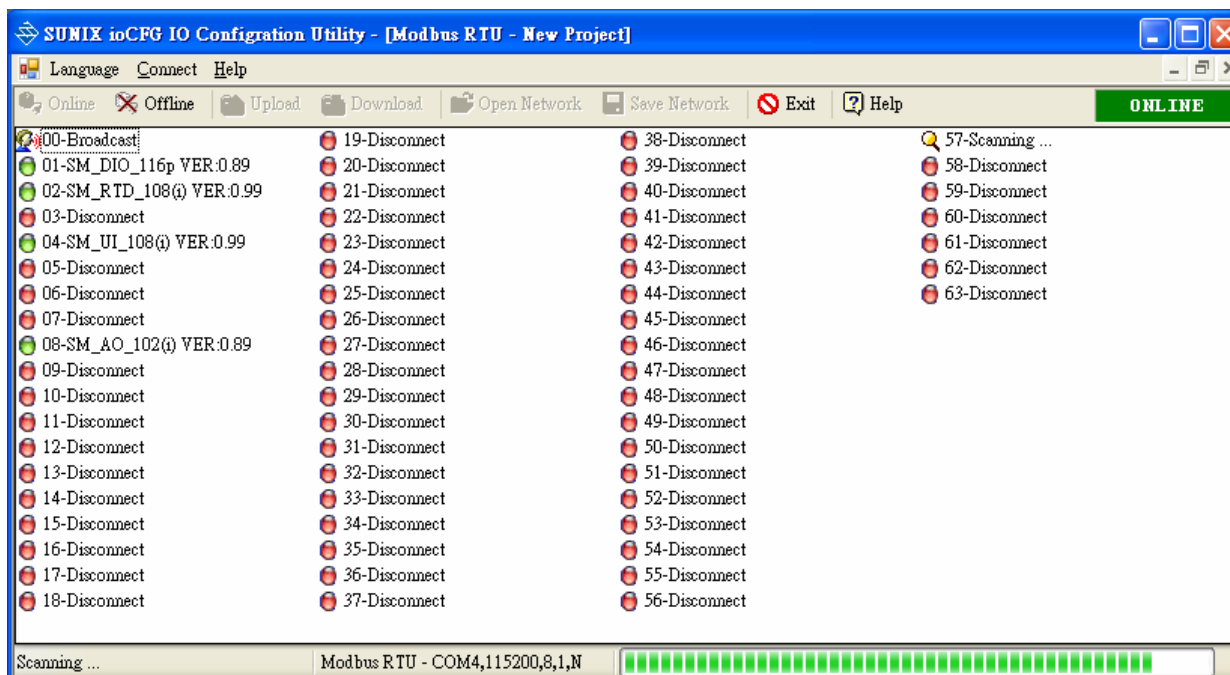 SUNIX ioCFG IO Configration Utility - [Modbus RTU - New Project]
Language Connect Help
Online Offline Upload Download Open Network Save Network Exit Help ONLINE
00-Broadcast
01-SM_DIO_116p VER:0.89
02-SM_RTD_108(i) VER:0.99
03-Disconnect
04-SM_UI_108(i) VER:0.99
05-Disconnect
06-Disconnect
07-Disconnect
08-SM_AO_102(i) VER:0.89
09-Disconnect
10-Disconnect
11-Disconnect
12-Disconnect
13-Disconnect
14-Disconnect
15-Disconnect
16-Disconnect
17-Disconnect
18-Disconnect
19-Disconnect
20-Disconnect
21-Disconnect
22-Disconnect
23-Disconnect
24-Disconnect
25-Disconnect
26-Disconnect
27-Disconnect
28-Disconnect
29-Disconnect
30-Disconnect
31-Disconnect
32-Disconnect
33-Disconnect
34-Disconnect
35-Disconnect
36-Disconnect
37-Disconnect
38-Disconnect
39-Disconnect
40-Disconnect
41-Disconnect
42-Disconnect
43-Disconnect
44-Disconnect
45-Disconnect
46-Disconnect
47-Disconnect
48-Disconnect
49-Disconnect
50-Disconnect
51-Disconnect
52-Disconnect
53-Disconnect
54-Disconnect
55-Disconnect
56-Disconnect
57-Scanning ...
58-Disconnect
59-Disconnect
60-Disconnect
61-Disconnect
62-Disconnect
63-Disconnect
Scanning ... Modbus RTU - COM4,115200,8,1,N